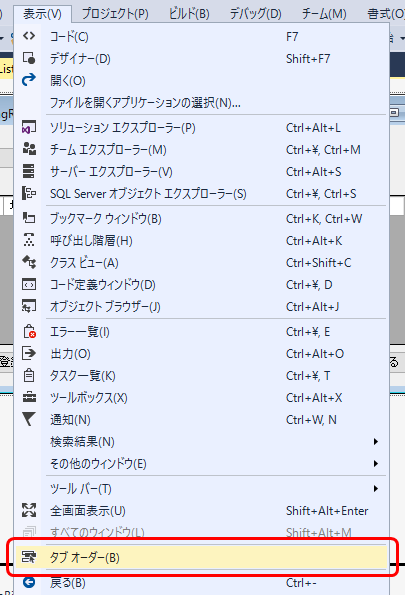 表示(V) プロジェクト(P) ビルド(B) デバッグ(D) チーム(M) 書式(O)
コード(C) F7
デザイナー(D) Shift+F7
開く(O)
ファイルを開くアプリケーションの選択(N)...
ソリューション エクスプローラー(P) Ctrl+Alt+L
チーム エクスプローラー(M) Ctrl+¥, Ctrl+M
サーバー エクスプローラー(V) Ctrl+Alt+S
SQL Server オブジェクト エクスプローラー(S) Ctrl+¥, Ctrl+S
ブックマーク ウィンドウ(B) Ctrl+K, Ctrl+W
呼び出し階層(H) Ctrl+Alt+K
クラス ビュー(A) Ctrl+Shift+C
コード定義ウィンドウ(D) Ctrl+¥, D
オブジェクト ブラウザー(J) Ctrl+Alt+J
エラー一覧(I) Ctrl+¥, E
出力(O) Ctrl+Alt+O
タスク一覧(K) Ctrl+¥, T
ツールボックス(X) Ctrl+Alt+X
通知(N) Ctrl+W, N
検索結果(N)
その他のウィンドウ(E)
ツール バー(T)
全画面表示(U) Shift+Alt+Enter
すべてのウィンドウ(L) Shift+Alt+M
タブ オーダー(B)
戻る(B) Ctrl+-